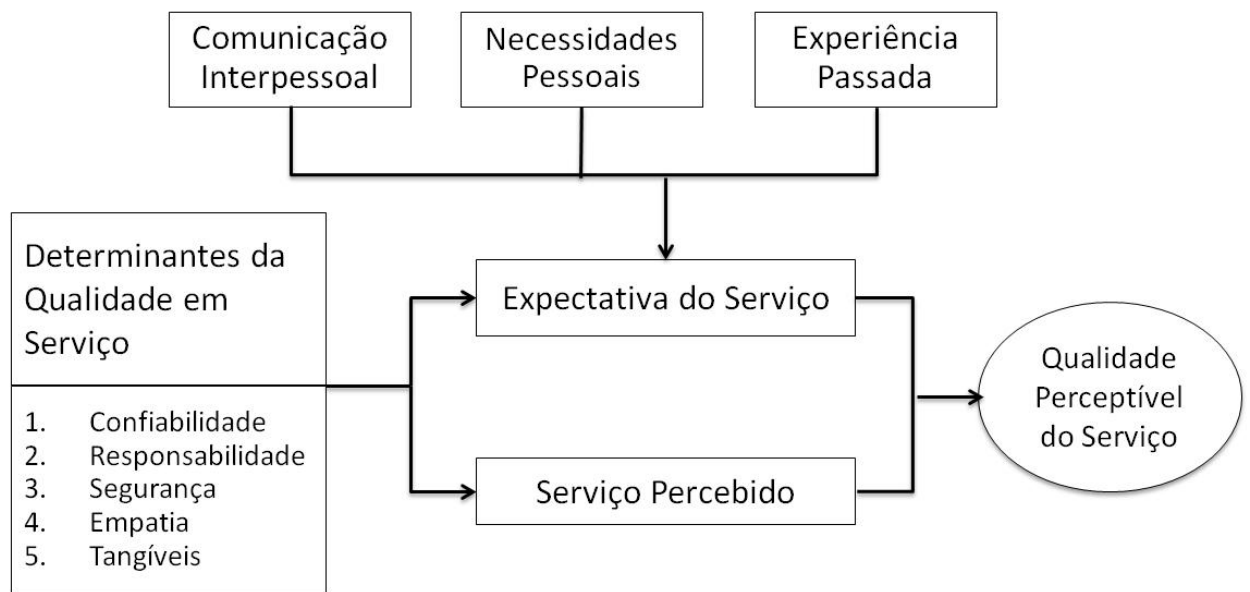 Comunicação
Interpessoal
Necessidades
Pessoais
Experiência
Passada
Determinantes da
Qualidade em
Serviço
1. Confiabilidade
2. Responsabilidade
3. Segurança
4. Empatia
5. Tangíveis
Expectativa do Serviço
Serviço Percebido
Qualidade
Perceptível
do Serviço